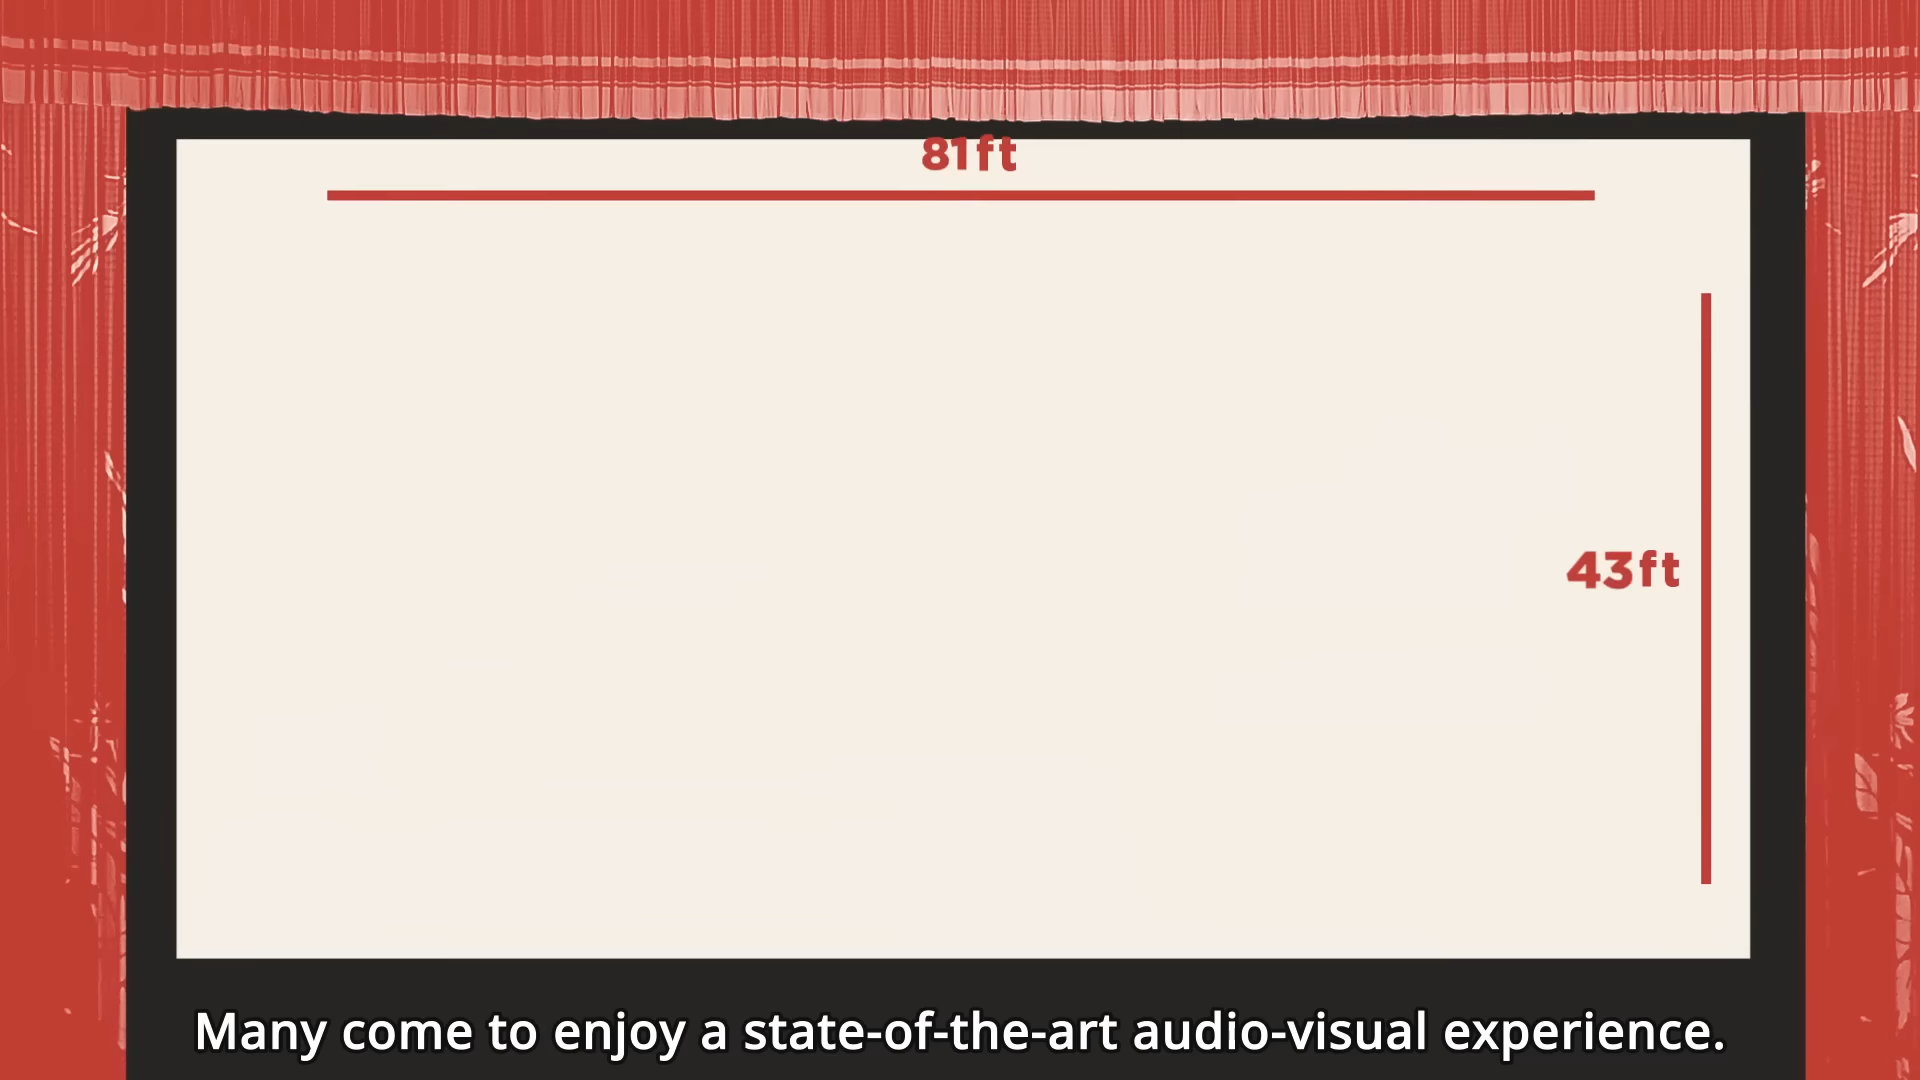 81ft
43ft
Many come to enjoy a state-of-the-art audio-visual experience.